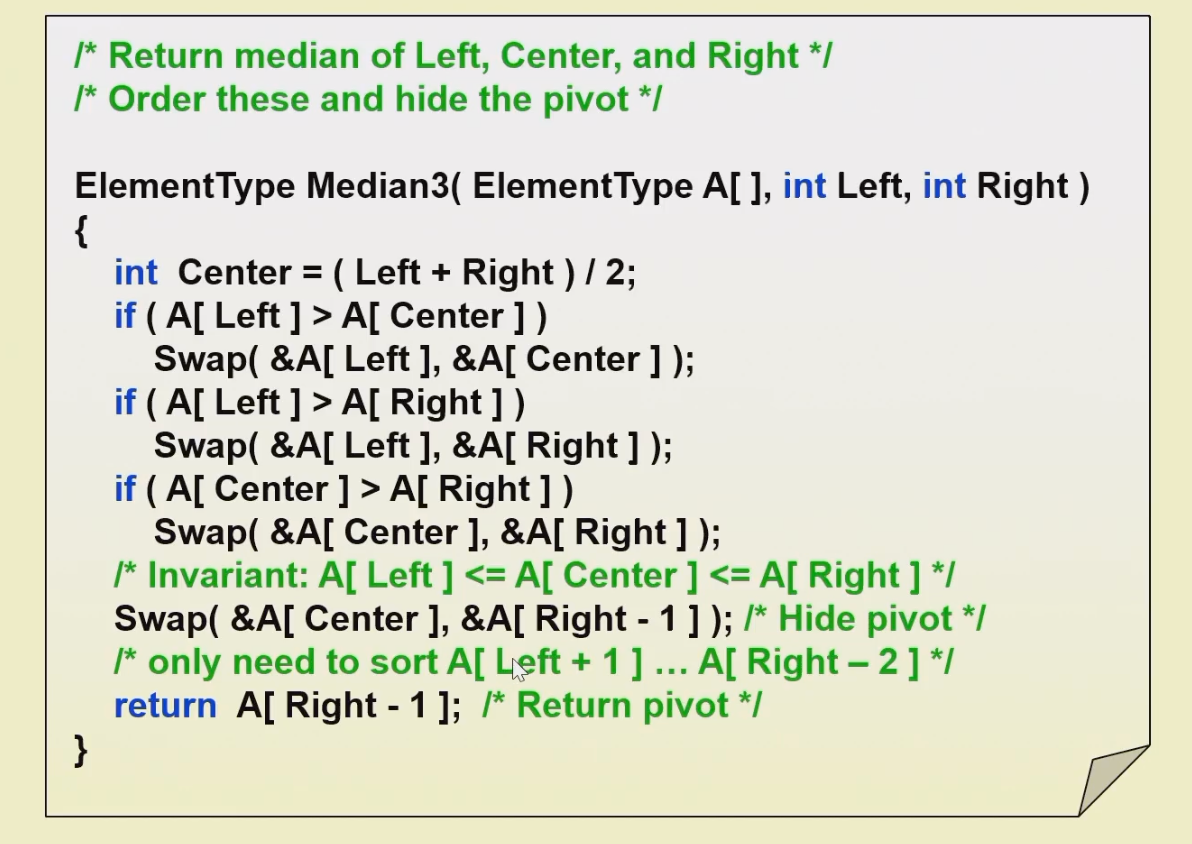 /* Return median of Left, Center, and Right */
/* Order these and hide the pivot */
ElementType Median3( ElementType A[ ], int Left, int Right )
{
int Center = ( Left + Right ) / 2;
if ( A[ Left ] > A[ Center ] )
Swap( &A[ Left ], &A[ Center ] );
if ( A[ Left ] > A[ Right ] )
Swap( &A[ Left ], &A[ Right ] );
if ( A[ Center ] > A[ Right ] )
Swap( &A[ Center ], &A[ Right ] );
/* Invariant: A[ Left ] <= A[ Center ] <= A[ Right ] */
Swap( &A[ Center ], &A[ Right - 1 ] ); /* Hide pivot */
/* only need to sort A[ Left + 1 ] … A[ Right – 2 ] */
return A[ Right - 1 ]; /* Return pivot */
}